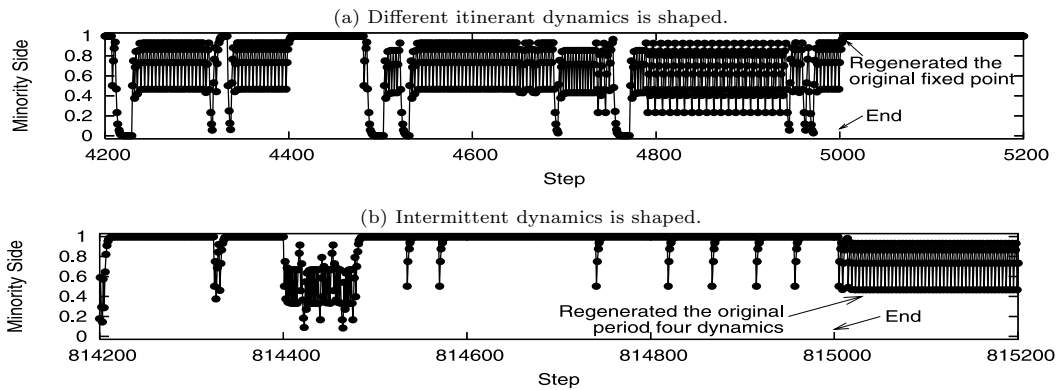 (a) Different itinerant dynamics is shaped.
1
0.8
0.6
0.4
0.2
0
Minority Side
Regenerated the
original fixed point
End
4200 4400 4600 4800 5000 5200
Step
(b) Intermittent dynamics is shaped.
1
0.8
0.6
0.4
0.2
0
Minority Side
Regenerated the original
period four dynamics
End
814200 814400 814600 814800 815000 815200
Step